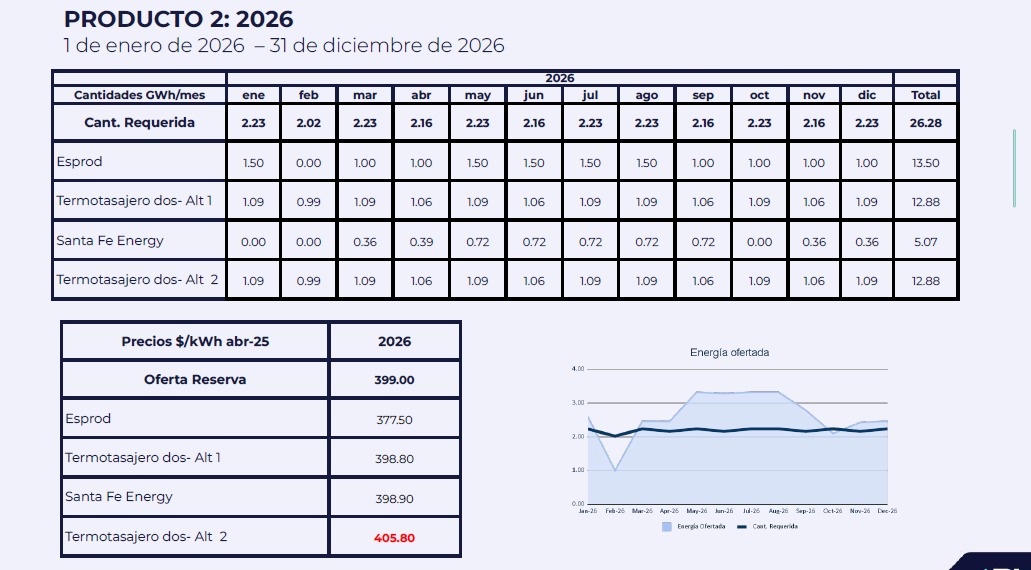 PRODUCTO 2: 2026
1 de enero de 2026 – 31 de diciembre de 2026
2026
Cantidades GWh/mes ene feb mar abr may jun jul ago sep oct nov dic Total
Cant. Requerida 2.23 2.02 2.23 2.16 2.23 2.16 2.23 2.23 2.16 2.23 2.16 2.23 26.28
Esprod 1.50 0.00 1.00 1.00 1.50 1.50 1.50 1.50 1.00 1.00 1.00 1.00 13.50
Termotasajero dos- Alt 1 1.09 0.99 1.09 1.06 1.09 1.06 1.09 1.09 1.06 1.09 1.06 1.09 12.88
Santa Fe Energy 0.00 0.00 0.36 0.39 0.72 0.72 0.72 0.72 0.72 0.00 0.36 0.36 5.07
Termotasajero dos- Alt 2 1.09 0.99 1.09 1.06 1.09 1.06 1.09 1.09 1.06 1.09 1.06 1.09 12.88
Precios $/kWh abr-25 2026
Oferta Reserva 399.00
Esprod 377.50
Termotasajero dos- Alt 1 398.80
Santa Fe Energy 398.90
Termotasajero dos- Alt 2 405.80
Energía ofertada
4.00
3.00
2.00
1.00
0.00
Jan-26 Feb-26 Mar-26 Apr-26 May-26 Jun-26 Jul-26 Aug-26 Sep-26 Oct-26 Nov-26 Dec-26
Energía Ofertada Cant. Requerida